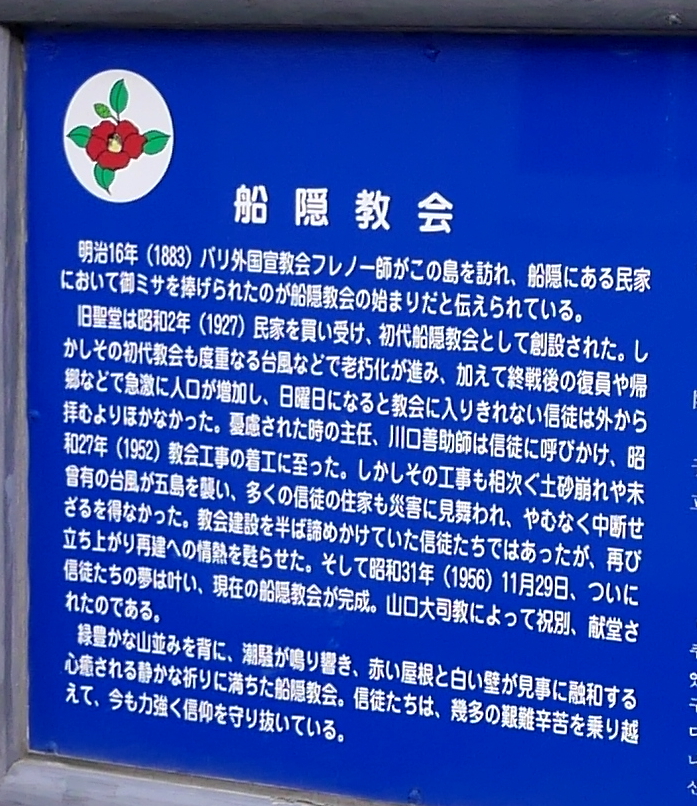 船隠教会
明治16年（1883）パリ外国宣教会フレノー師がこの島を訪れ、船隠にある民家
において御ミサを捧げられたのが船隠教会の始まりだと伝えられている。
旧聖堂は昭和2年（1927）民家を買い受け、初代船隠教会として創設された。し
かしその初代教会も度重なる台風などで老朽化が進み、加えて終戦後の復員や帰
郷などで急激に人口が増加し、日曜日になると教会に入りきれない信徒は外から
拝むよりほかなかった。憂慮された時の主任、川口善助師は信徒に呼びかけ、昭
和27年（1952）教会工事の着工に至った。しかしその工事も相次ぐ土砂崩れや未
曾有の台風が五島を襲い、多くの信徒の住家も災害に見舞われ、やむなく中断せ
ざるを得なかった。教会建設を半ば諦めかけていた信徒たちではあったが、再び
立ち上がり再建への情熱を甦らせた。そして昭和31年（1956）11月29日、ついに
信徒たちの夢は叶い、現在の船隠教会が完成。山口大司教によって祝別、献堂さ
れたのである。
緑豊かな山並みを背に、潮騒が鳴り響き、赤い屋根と白い壁が見事に融和する
心癒される静かな祈りに満ちた船隠教会。信徒たちは、幾多の艱難辛苦を乗り越
えて、今も力強く信仰を守り抜いている。